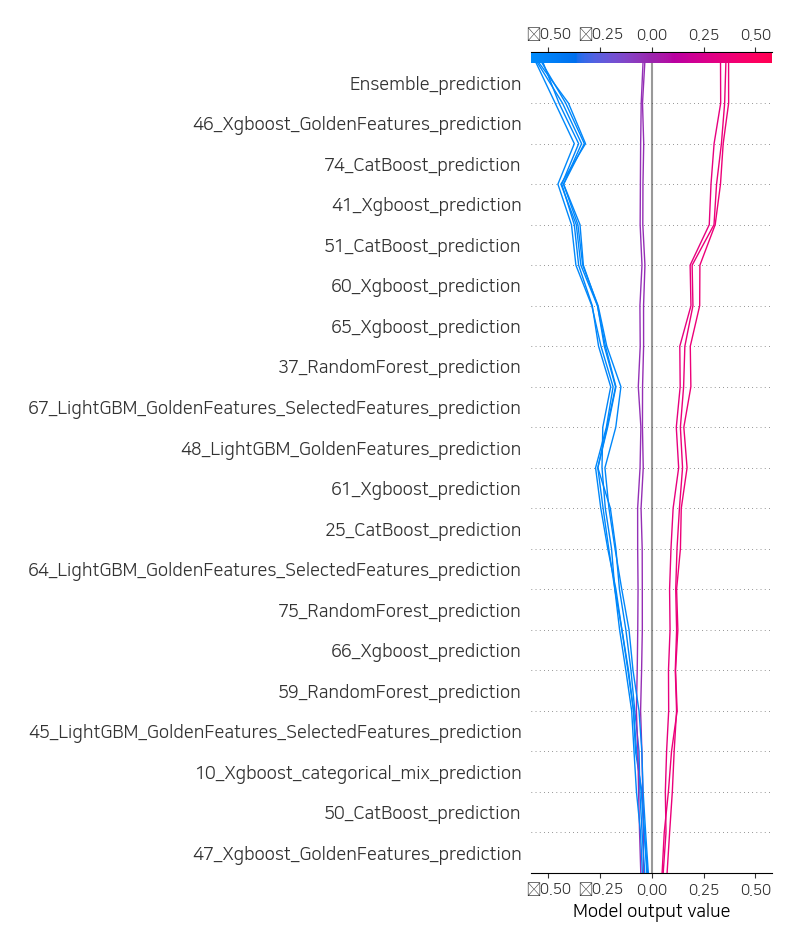 ▯0.50 ▯0.25 0.00 0.25 0.50
Ensemble_prediction
46_Xgboost_GoldenFeatures_prediction
74_CatBoost_prediction
41_Xgboost_prediction
51_CatBoost_prediction
60_Xgboost_prediction
65_Xgboost_prediction
37_RandomForest_prediction
67_LightGBM_GoldenFeatures_SelectedFeatures_prediction
48_LightGBM_GoldenFeatures_prediction
61_Xgboost_prediction
25_CatBoost_prediction
64_LightGBM_GoldenFeatures_SelectedFeatures_prediction
75_RandomForest_prediction
66_Xgboost_prediction
59_RandomForest_prediction
45_LightGBM_GoldenFeatures_SelectedFeatures_prediction
10_Xgboost_categorical_mix_prediction
50_CatBoost_prediction
47_Xgboost_GoldenFeatures_prediction
▯0.50 ▯0.25 0.00 0.25 0.50
Model output value